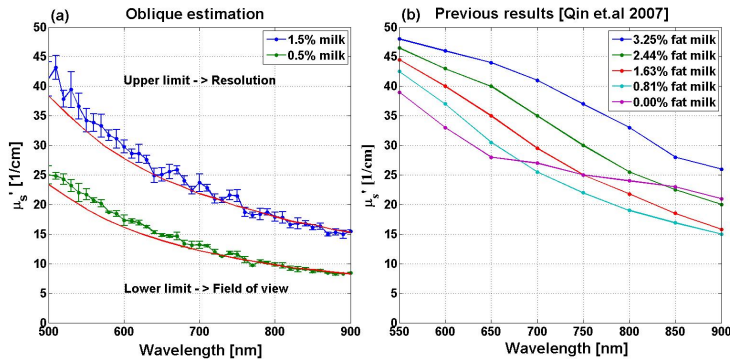 (a) Oblique estimation
1.5% milk
0.5% milk
Upper limit -> Resolution
Lower limit -> Field of view
μs' [1/cm]
50
45
40
35
30
25
20
15
10
5
0
500 600 700 800 900
Wavelength [nm]
(b) Previous results [Qin et.al 2007]
3.25% fat milk
2.44% fat milk
1.63% fat milk
0.81% fat milk
0.00% fat milk
μs' [1/cm]
50
45
40
35
30
25
20
15
10
5
0
550 600 650 700 750 800 850 900
Wavelength [nm]